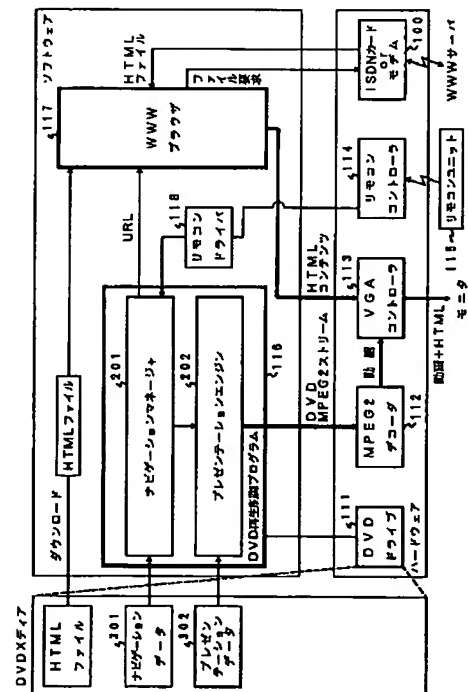 DVDXディア
HTML
ファイル
301
ナビゲーション
データ
302
プレゼン
テーション
データ
ダウンロード
HTMLファイル
ソフトウェア
117
WWW
ブラウザ
HTML
ファイル
ファイル要求
URL
201
ナビゲーションマネージャ
202
プレゼンテーションエンジン
DVD再生制御プログラム
116
118
リモコン
ドライバ
DVD
MPEG2ストリーム
HTML
コンテンツ
ハードウェア
111
DVD
ドライブ
112
MPEG2
デコーダ
動画
113
VGA
コントローラ
114
リモコン
コントローラ
100
ISDNカード
or
モデム
動画+HTML
モニタ
115
リモコンユニット
WWWサーバ